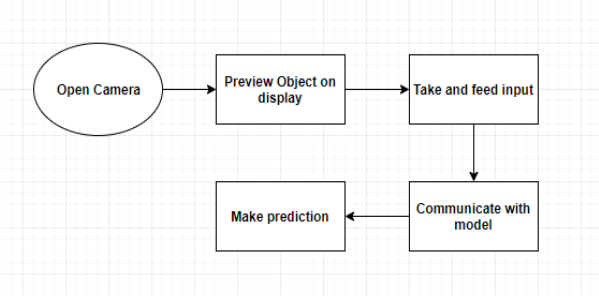 Open Camera
Preview Object on
display
Take and feed input
Communicate with
model
Make prediction